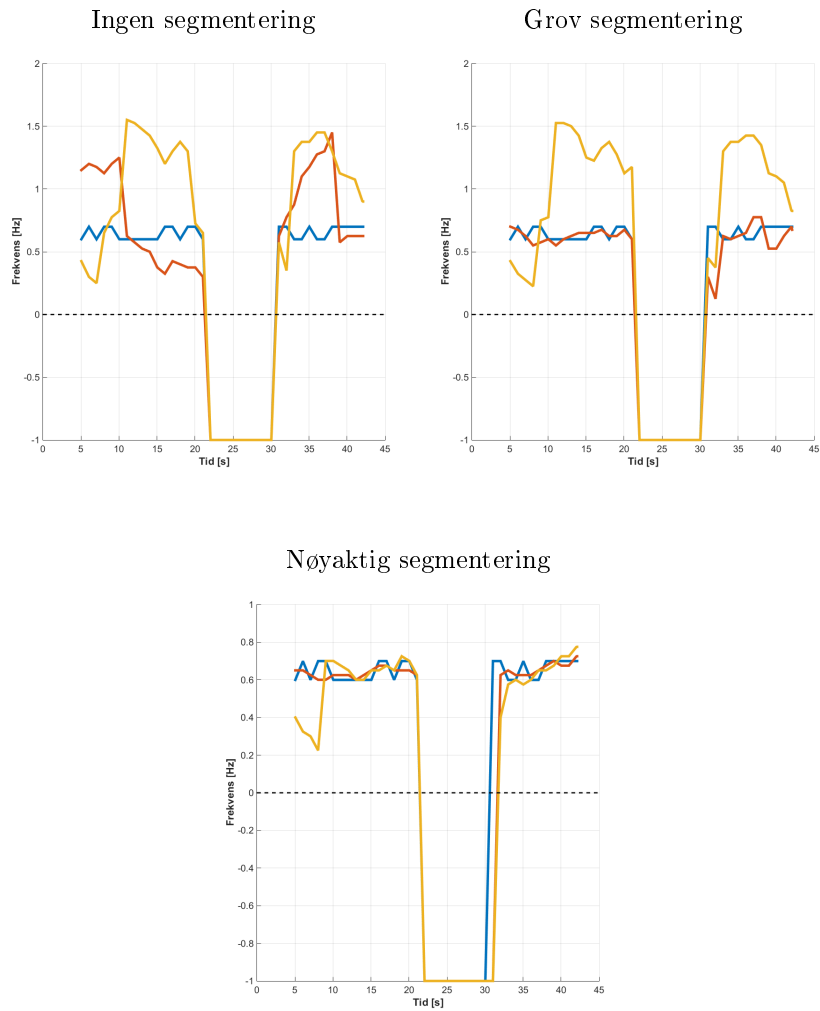 Ingen segmentering
2
1.5
1
0.5
0
-0.5
-1
0 5 10 15 20 25 30 35 40 45
Tid [s]
Frekvens [Hz]
Grov segmentering
2
1.5
1
0.5
0
-0.5
-1
0 5 10 15 20 25 30 35 40 45
Tid [s]
Frekvens [Hz]
Nøyaktig segmentering
1
0.8
0.6
0.4
0.2
0
-0.2
-0.4
-0.6
-0.8
-1
0 5 10 15 20 25 30 35 40 45
Tid [s]
Frekvens [Hz]